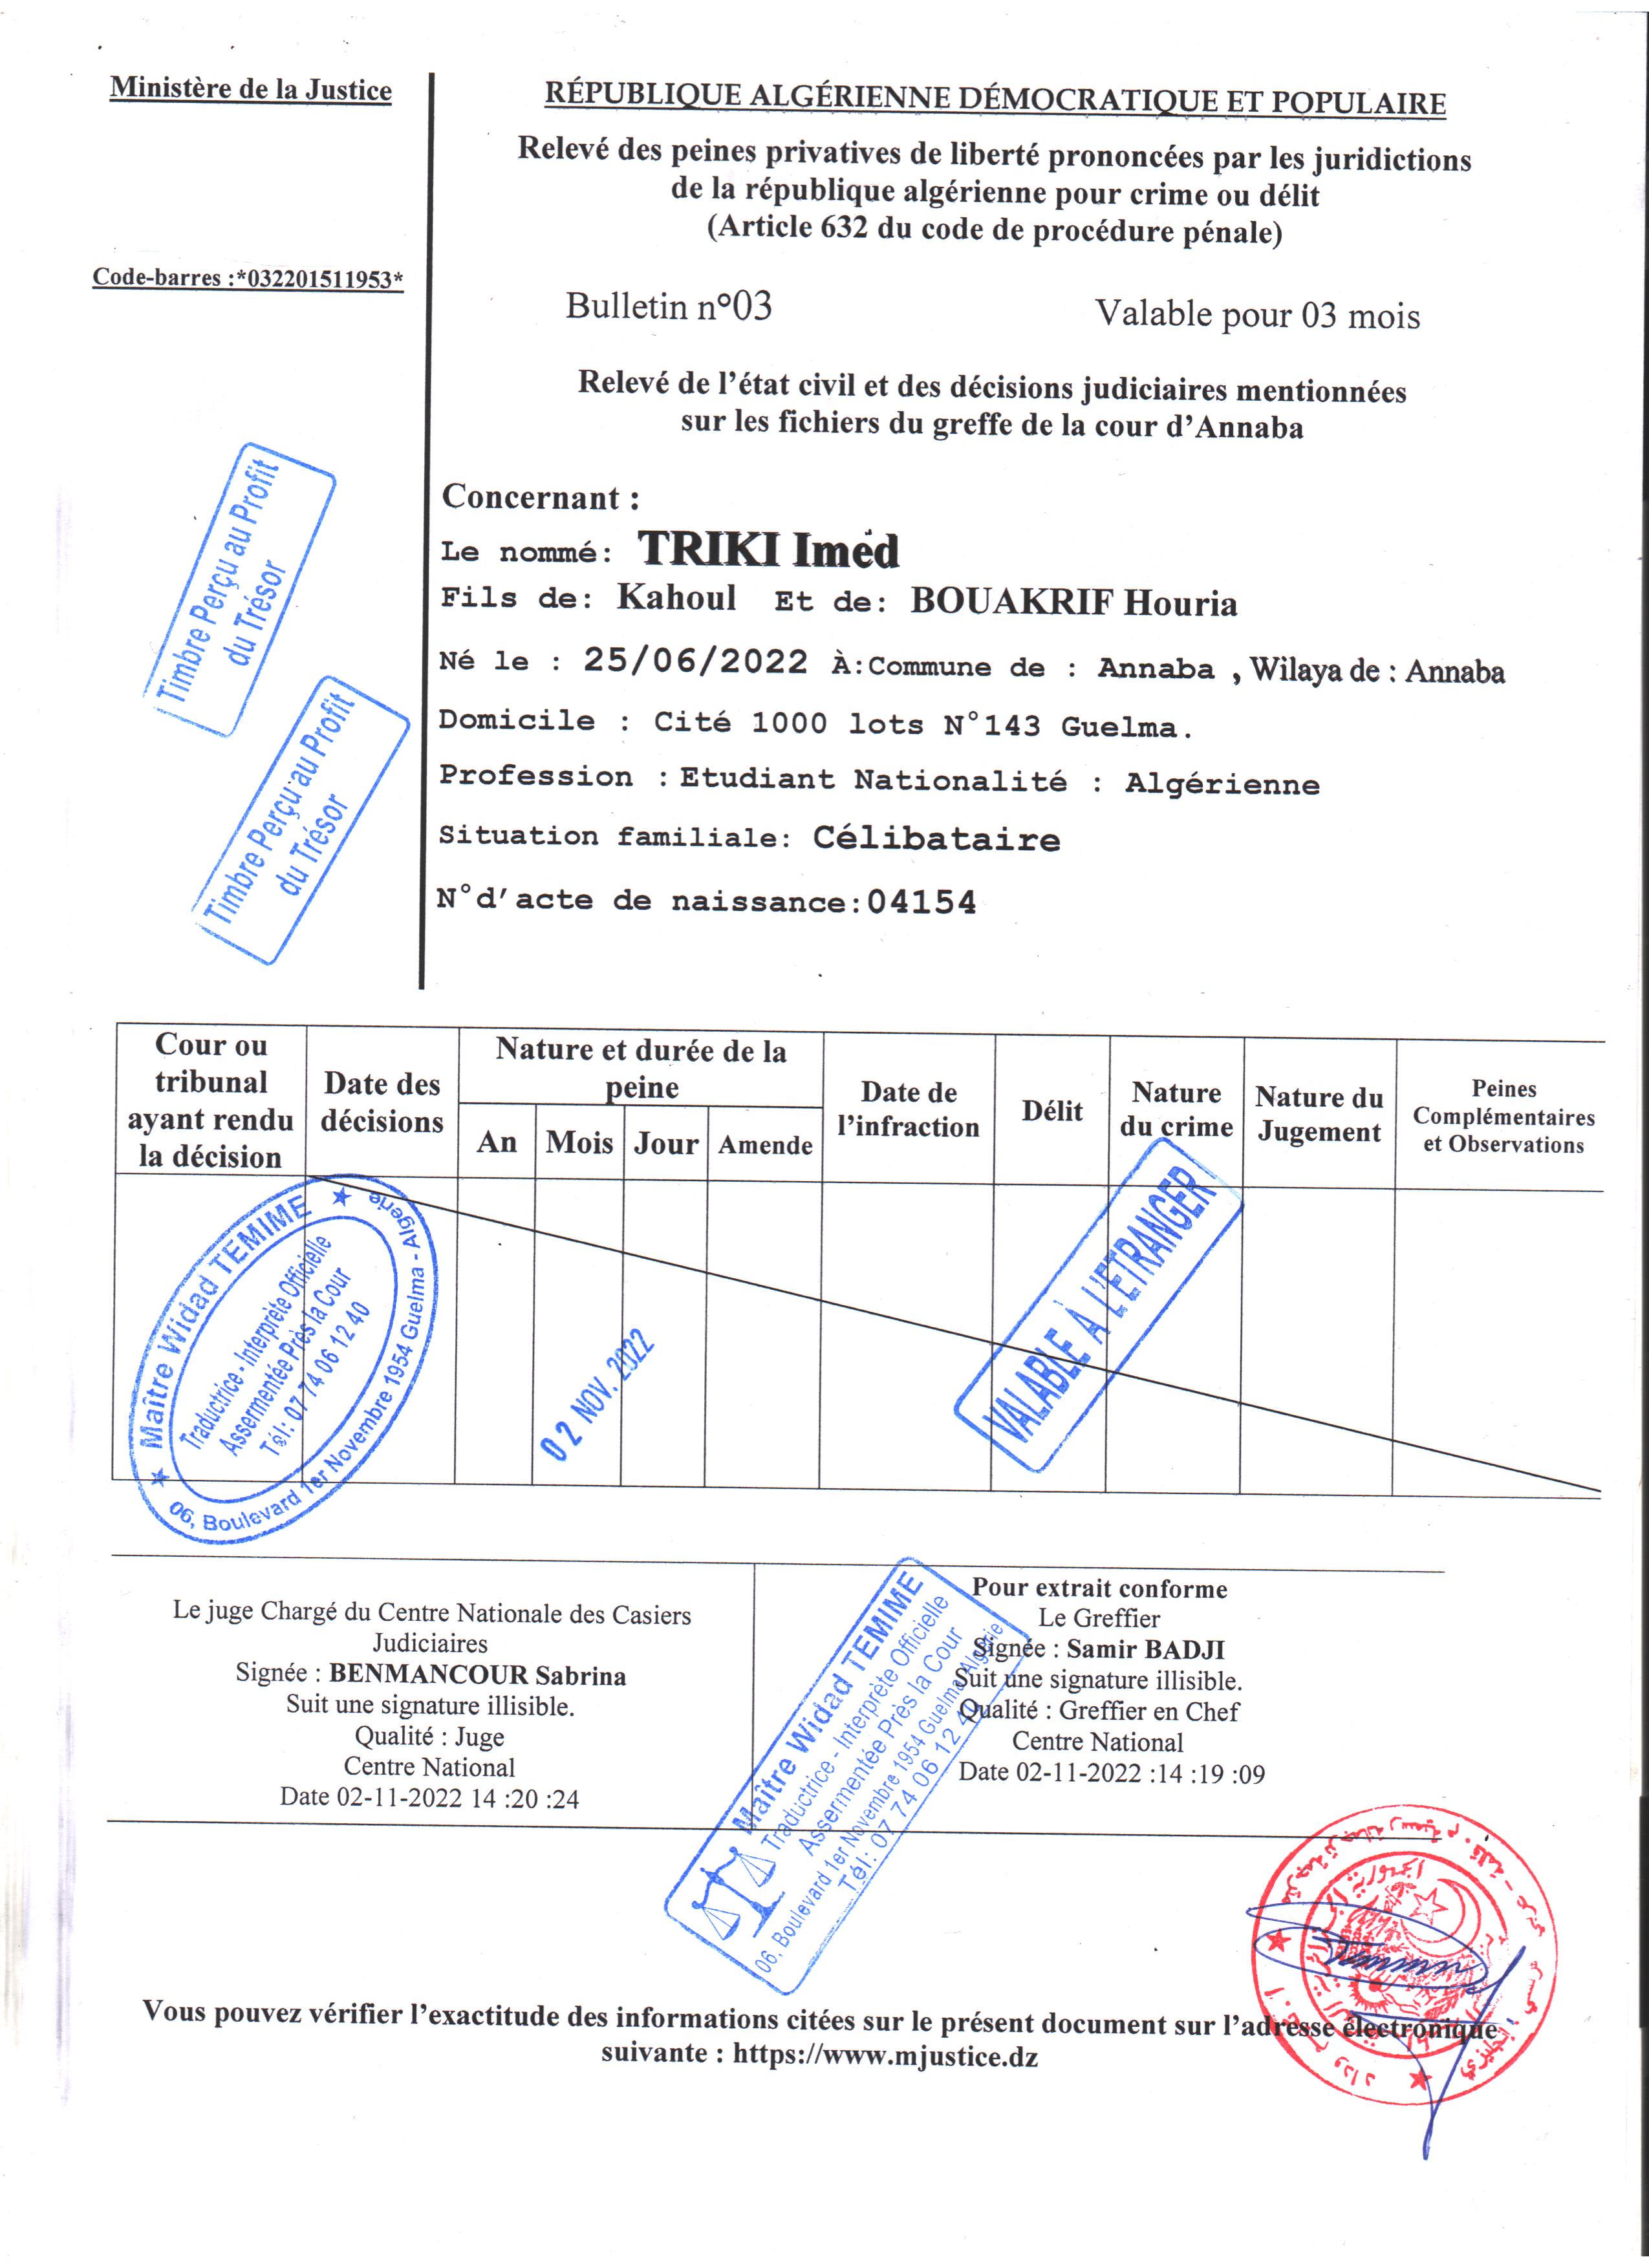 Ministère de la Justice
Code-barres :*032201511953*
RÉPUBLIQUE ALGÉRIENNE DÉMOCRATIQUE ET POPULAIRE
Relevé des peines privatives de liberté prononcées par les juridictions
de la république algérienne pour crime ou délit
(Article 632 du code de procédure pénale)
Bulletin n°03 Valable pour 03 mois
Relevé de l'état civil et des décisions judiciaires mentionnées
sur les fichiers du greffe de la cour d'Annaba
Timbre Perçu au Profit
du Trésor
Timbre Perçu au Profit
du Trésor
Concernant :
Le nommé: TRIKI Imed
Fils de: Kahoul Et de: BOUAKRIF Houria
Né le : 25/06/2022 À:Commune de : Annaba , Wilaya de : Annaba
Domicile : Cité 1000 lots N°143 Guelma.
Profession : Etudiant Nationalité : Algérienne
Situation familiale: Célibataire
N°d'acte de naissance:04154
Cour ou
tribunal
ayant rendu
la décision
Date des
décisions
Nature et durée de la
peine
An Mois Jour Amende
Date de
l'infraction
Délit
Nature
du crime
Nature du
Jugement
Peines
Complémentaires
et Observations
Maître Widad TEMIME
Traductrice - Interprète Officielle
Assermentée Près la Cour
Tél: 07 74 06 12 40
06, Boulevard 1er Novembre 1954 Guelma - Algerie
02 NOV. 2022
VALABLE À L'ETRANGER
Le juge Chargé du Centre Nationale des Casiers
Judiciaires
Signée : BENMANCOUR Sabrina
Suit une signature illisible.
Qualité : Juge
Centre National
Date 02-11-2022 14 :20 :24
Maître Widad TEMIME
Traductrice - Interprète Officielle
Assermentée Près la Cour
06, Boulevard 1er Novembre 1954 Guelma Algérie
Tél: 07 74 06 12 40
Pour extrait conforme
Le Greffier
Signée : Samir BADJI
Suit une signature illisible.
Qualité : Greffier en Chef
Centre National
Date 02-11-2022 :14 :19 :09
Vous pouvez vérifier l'exactitude des informations citées sur le présent document sur l'adresse électronique
suivante : https://www.mjustice.dz